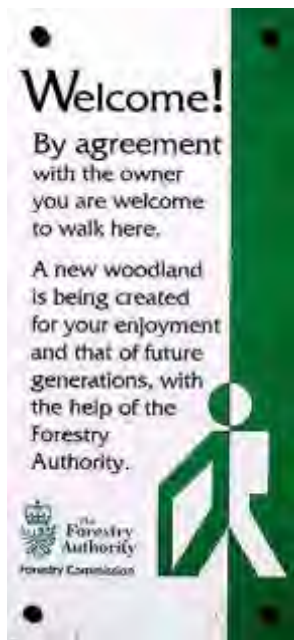 Welcome!
By agreement
with the owner
you are welcome
to walk here.
A new woodland
is being created
for your enjoyment
and that of future
generations, with
the help of the
Forestry
Authority.
The
Forestry
Authority
Forestry Commission